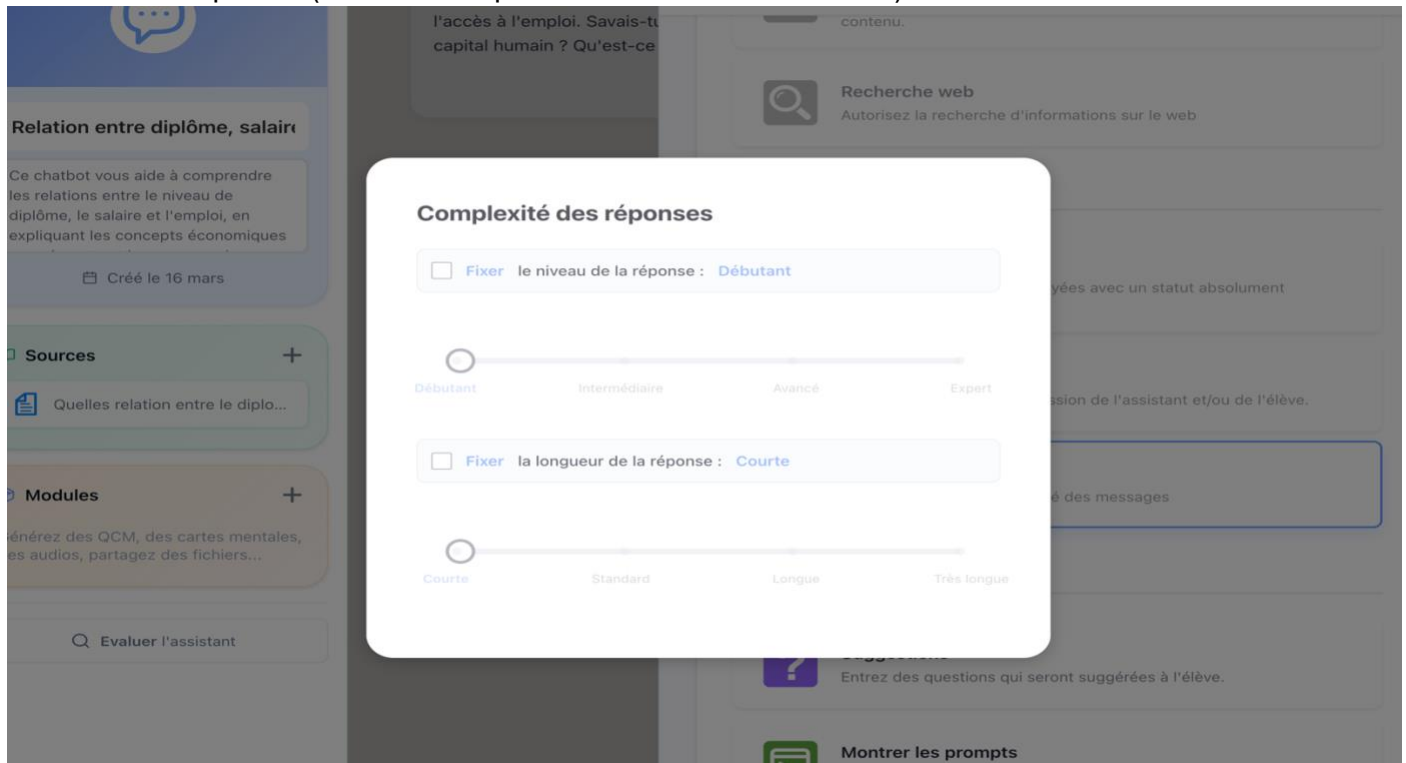 l'accès à l'emploi. Savais-tu
capital humain ? Qu'est-ce
contenu.
Recherche web
Autorisez la recherche d'informations sur le web
Relation entre diplôme, salaire
Ce chatbot vous aide à comprendre
les relations entre le niveau de
diplôme, le salaire et l'emploi, en
expliquant les concepts économiques
Créé le 16 mars
Sources
Quelles relation entre le diplo...
Modules
Générez des QCM, des cartes mentales,
des audios, partagez des fichiers...
Evaluer l'assistant
Complexité des réponses
Fixer le niveau de la réponse : Débutant
Débutant Intermédiaire Avancé Expert
Fixer la longueur de la réponse : Courte
Courte Standard Longue Très longue
avec un statut absolument
de l'assistant et/ou de l'élève.
des messages
Suggestions
Entrez des questions qui seront suggérées à l'élève.
Montrer les prompts